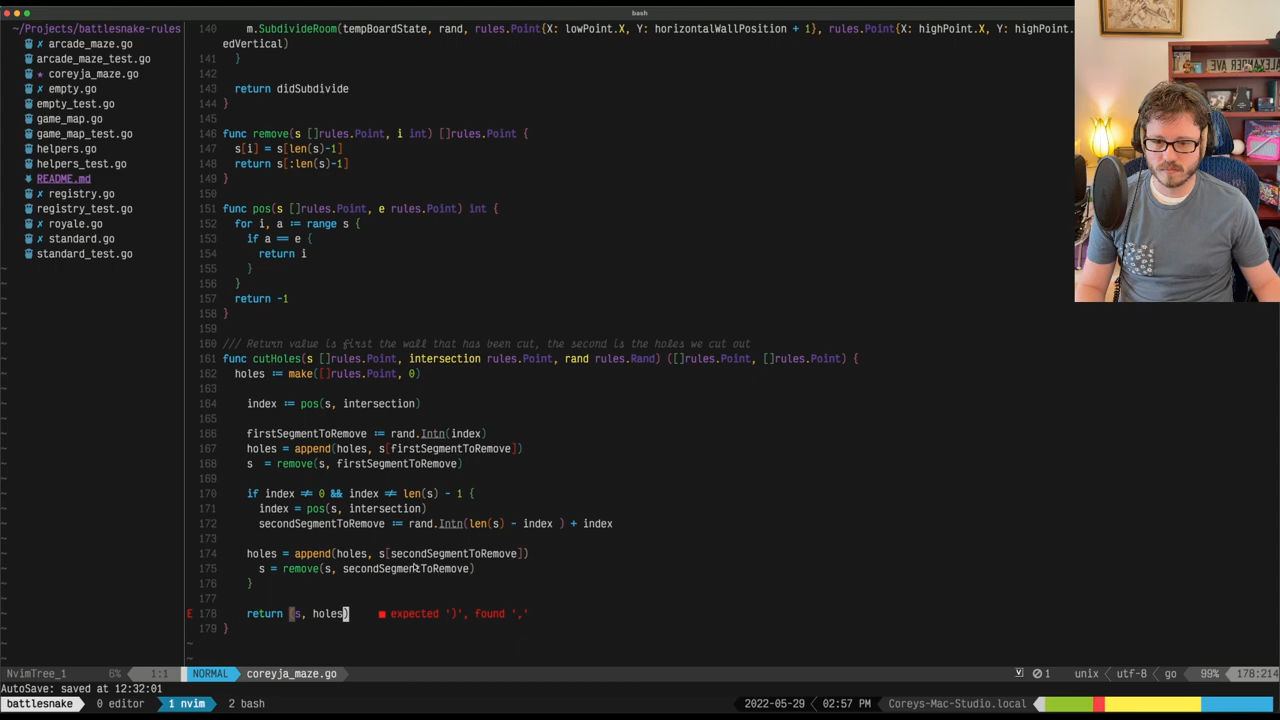 bash
~/Projects/battlesnake-rules
✗ arcade_maze.go
arcade_maze_test.go
★ coreyja_maze.go
✗ empty.go
empty_test.go
game_map.go
game_map_test.go
helpers.go
helpers_test.go
README.md
✗ registry.go
registry_test.go
✗ royale.go
✗ standard.go
standard_test.go
140 m.SubdivideRoom(tempBoardState, rand, rules.Point{X: lowPoint.X, Y: horizontalWallPosition + 1}, rules.Point{X: highPoint.X, Y: highPoint.
edVertical)
141 }
142
143 return didSubdivide
144 }
145
146 func remove(s []rules.Point, i int) []rules.Point {
147 s[i] = s[len(s)-1]
148 return s[:len(s)-1]
149 }
150
151 func pos(s []rules.Point, e rules.Point) int {
152 for i, a := range s {
153 if a == e {
154 return i
155 }
156 }
157 return -1
158 }
159
160 /// Return value is first the wall that has been cut, the second is the holes we cut out
161 func cutHoles(s []rules.Point, intersection rules.Point, rand rules.Rand) ([]rules.Point, []rules.Point) {
162 holes := make([]rules.Point, 0)
163
164 index := pos(s, intersection)
165
166 firstSegmentToRemove := rand.Intn(index)
167 holes = append(holes, s[firstSegmentToRemove])
168 s = remove(s, firstSegmentToRemove)
169
170 if index != 0 && index != len(s) - 1 {
171 index = pos(s, intersection)
172 secondSegmentToRemove := rand.Intn(len(s) - index ) + index
173
174 holes = append(holes, s[secondSegmentToRemove])
175 s = remove(s, secondSegmentToRemove)
176 }
177
E 178 return (s, holes) ■ expected ')', found ','
179 }
NvimTree_1 6% 1:1 NORMAL coreyja_maze.go 1 unix utf-8 go 99% 178:214
AutoSave: saved at 12:32:01
battlesnake 0 editor 1 nvim 2 bash 2022-05-29 02:57 PM Coreys-Mac-Studio.local
ALEXANDER AVE